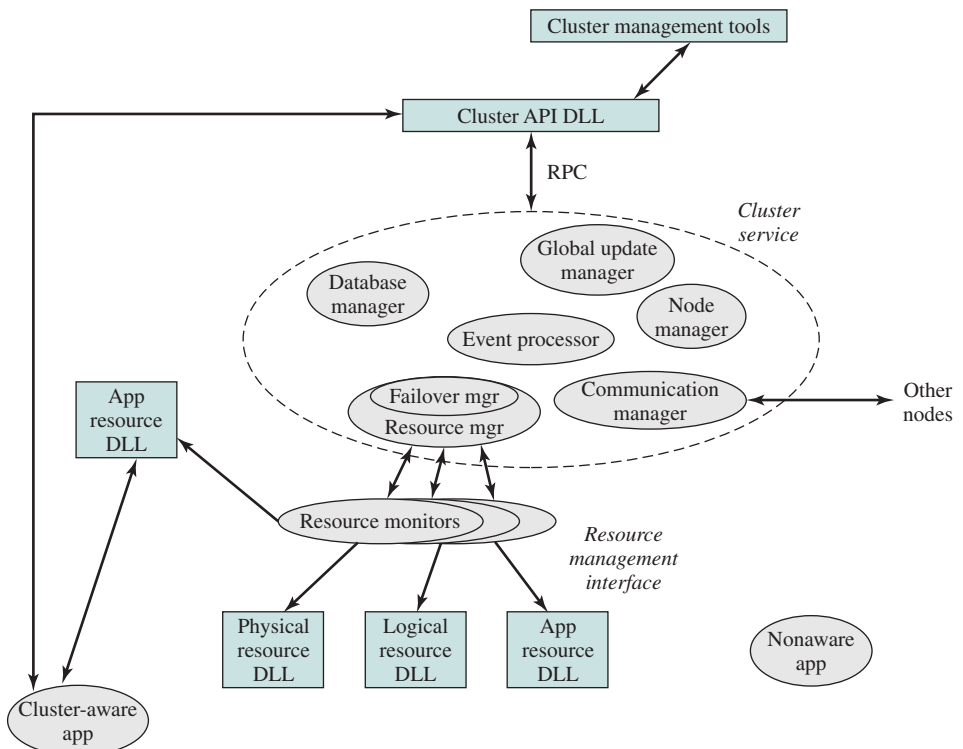 Cluster management tools
Cluster API DLL
RPC
Cluster
service
Global update
manager
Database
manager
Node
manager
Event processor
Failover mgr
Resource mgr
Communication
manager
Other
nodes
App
resource
DLL
Resource monitors
Resource
management
interface
Physical
resource
DLL
Logical
resource
DLL
App
resource
DLL
Nonaware
app
Cluster-aware
app